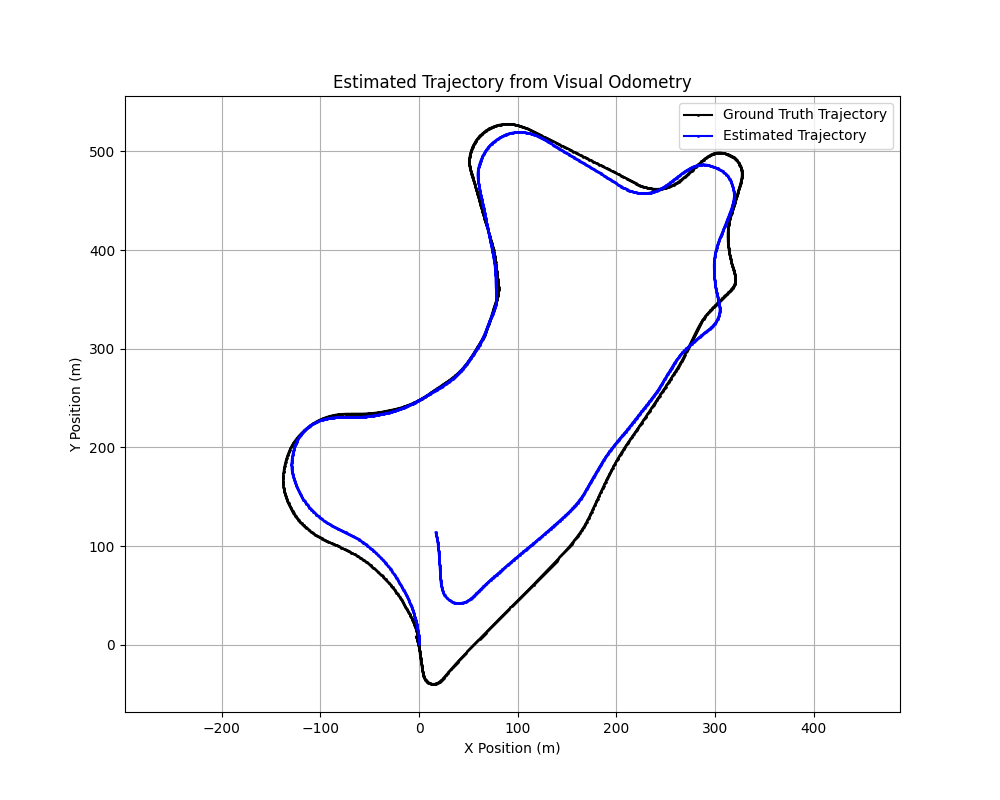 Estimated Trajectory from Visual Odometry
Ground Truth Trajectory
Estimated Trajectory
500
400
300
200
100
0
Y Position (m)
−200
−100
0
100
200
300
400
X Position (m)